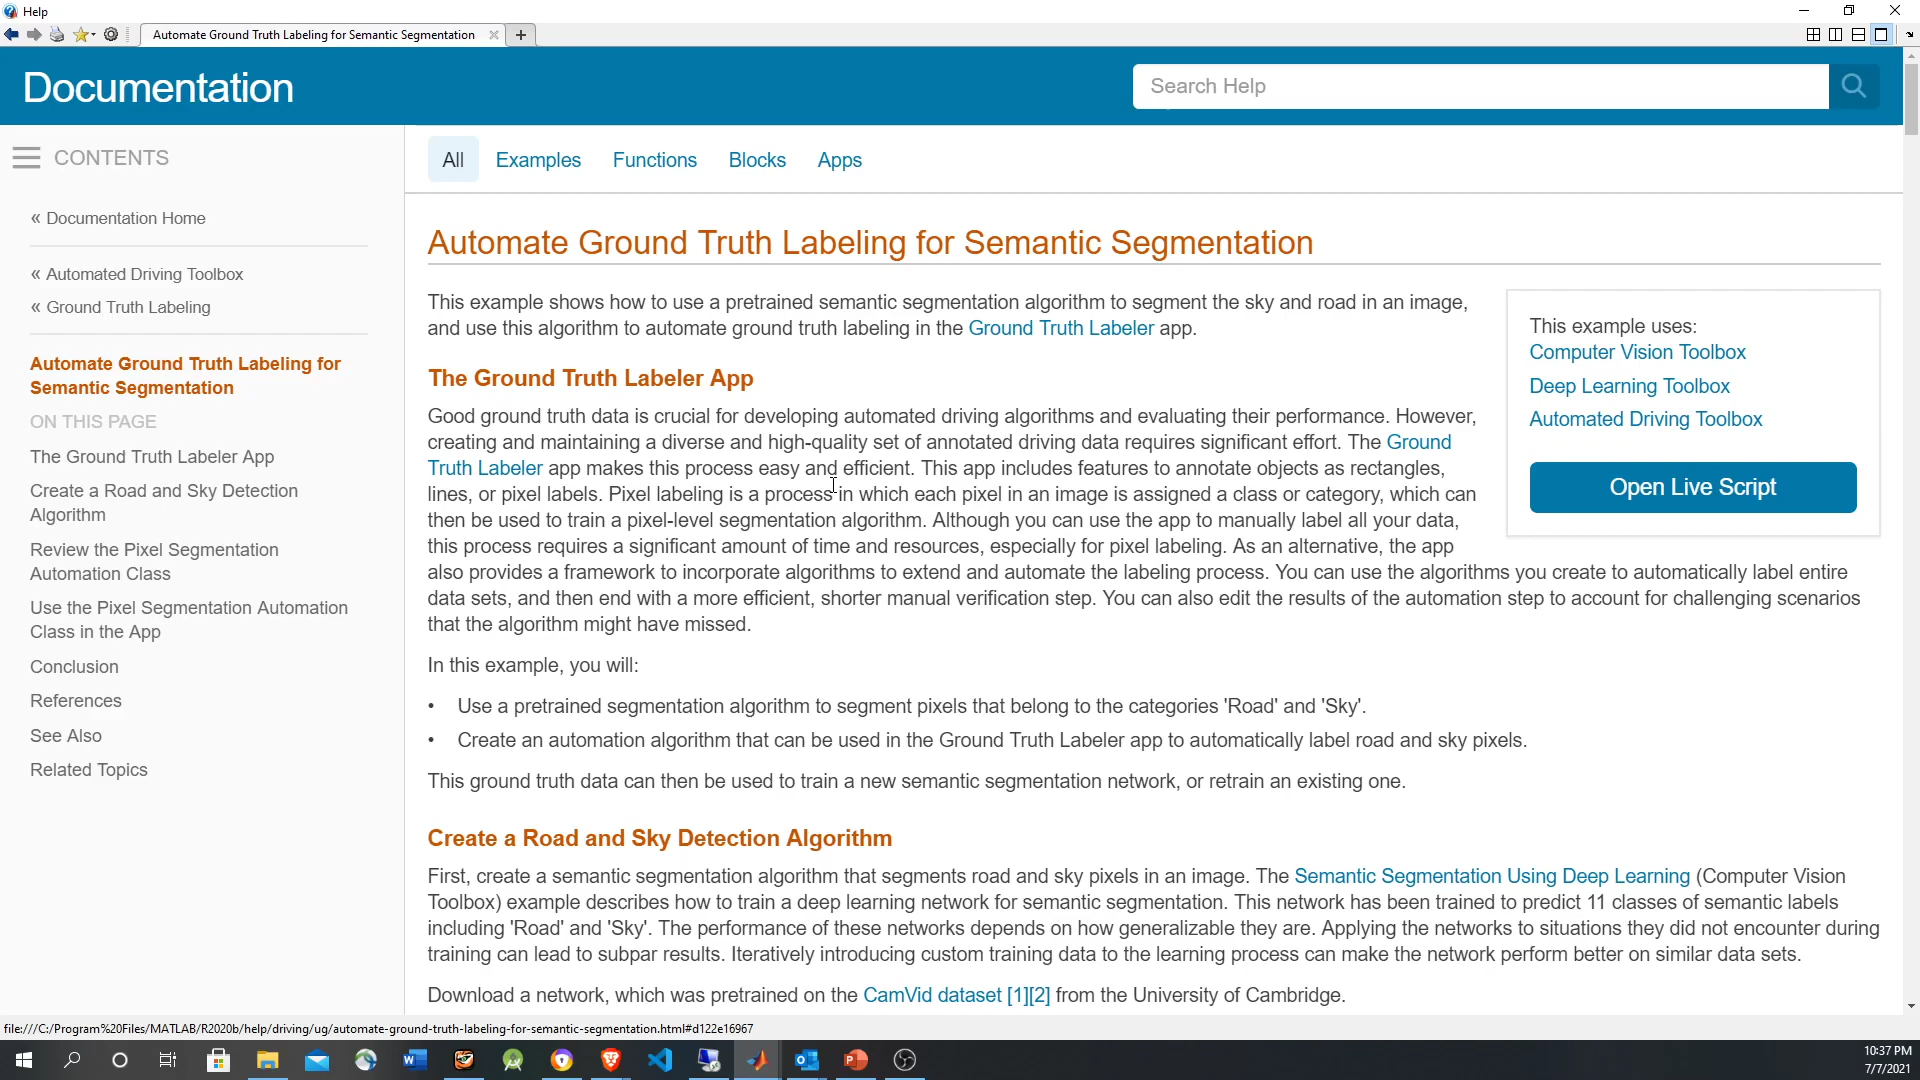 Help
Automate Ground Truth Labeling for Semantic Segmentation
Documentation
Search Help
CONTENTS
« Documentation Home
« Automated Driving Toolbox
« Ground Truth Labeling
Automate Ground Truth Labeling for
Semantic Segmentation
ON THIS PAGE
The Ground Truth Labeler App
Create a Road and Sky Detection
Algorithm
Review the Pixel Segmentation
Automation Class
Use the Pixel Segmentation Automation
Class in the App
Conclusion
References
See Also
Related Topics
All Examples Functions Blocks Apps
Automate Ground Truth Labeling for Semantic Segmentation
This example shows how to use a pretrained semantic segmentation algorithm to segment the sky and road in an image,
and use this algorithm to automate ground truth labeling in the Ground Truth Labeler app.
This example uses:
Computer Vision Toolbox
Deep Learning Toolbox
Automated Driving Toolbox
Open Live Script
The Ground Truth Labeler App
Good ground truth data is crucial for developing automated driving algorithms and evaluating their performance. However,
creating and maintaining a diverse and high-quality set of annotated driving data requires significant effort. The Ground
Truth Labeler app makes this process easy and efficient. This app includes features to annotate objects as rectangles,
lines, or pixel labels. Pixel labeling is a process in which each pixel in an image is assigned a class or category, which can
then be used to train a pixel-level segmentation algorithm. Although you can use the app to manually label all your data,
this process requires a significant amount of time and resources, especially for pixel labeling. As an alternative, the app
also provides a framework to incorporate algorithms to extend and automate the labeling process. You can use the algorithms you create to automatically label entire
data sets, and then end with a more efficient, shorter manual verification step. You can also edit the results of the automation step to account for challenging scenarios
that the algorithm might have missed.
In this example, you will:
• Use a pretrained segmentation algorithm to segment pixels that belong to the categories 'Road' and 'Sky'.
• Create an automation algorithm that can be used in the Ground Truth Labeler app to automatically label road and sky pixels.
This ground truth data can then be used to train a new semantic segmentation network, or retrain an existing one.
Create a Road and Sky Detection Algorithm
First, create a semantic segmentation algorithm that segments road and sky pixels in an image. The Semantic Segmentation Using Deep Learning (Computer Vision
Toolbox) example describes how to train a deep learning network for semantic segmentation. This network has been trained to predict 11 classes of semantic labels
including 'Road' and 'Sky'. The performance of these networks depends on how generalizable they are. Applying the networks to situations they did not encounter during
training can lead to subpar results. Iteratively introducing custom training data to the learning process can make the network perform better on similar data sets.
Download a network, which was pretrained on the CamVid dataset [1][2] from the University of Cambridge.
file:///C:/Program%20Files/MATLAB/R2020b/help/driving/ug/automate-ground-truth-labeling-for-semantic-segmentation.html#d122e16967
10:37 PM
7/7/2021